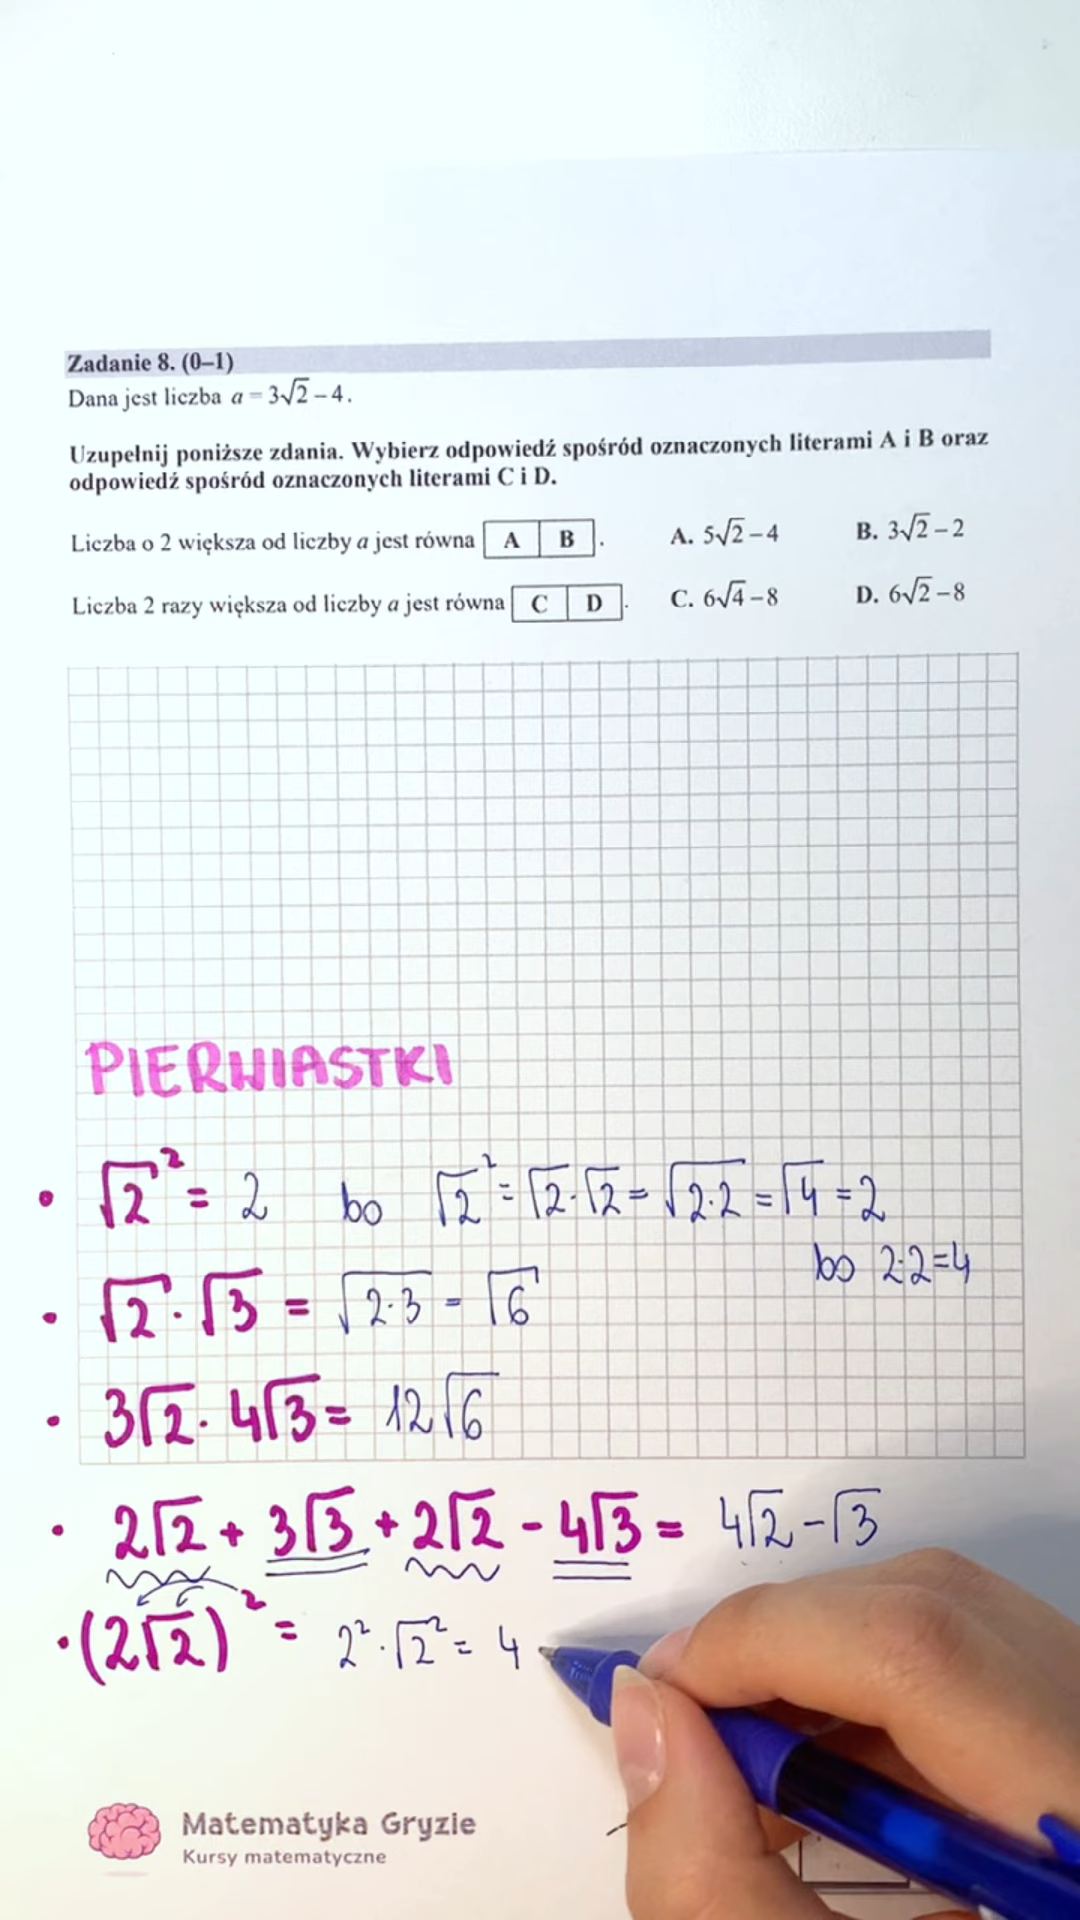 Zadanie 8. (0–1)
Dana jest liczba a = 3√2 – 4.
Uzupełnij poniższe zdania. Wybierz odpowiedź spośród oznaczonych literami A i B oraz
odpowiedź spośród oznaczonych literami C i D.
Liczba o 2 większa od liczby a jest równa A B . A. 5√2 – 4 B. 3√2 – 2
Liczba 2 razy większa od liczby a jest równa C D . C. 6√4 – 8 D. 6√2 – 8
PIERWIASTKI
• √2² = 2 bo √2² = √2·√2 = √2·2 = √4 = 2
bo 2·2=4
• √2 · √3 = √2·3 = √6
• 3√2 · 4√3 = 12√6
• 2√2 + 3√3 + 2√2 - 4√3 = 4√2 - √3
• (2√2)² = 2² · √2² = 4
Matematyka Gryzie
Kursy matematyczne